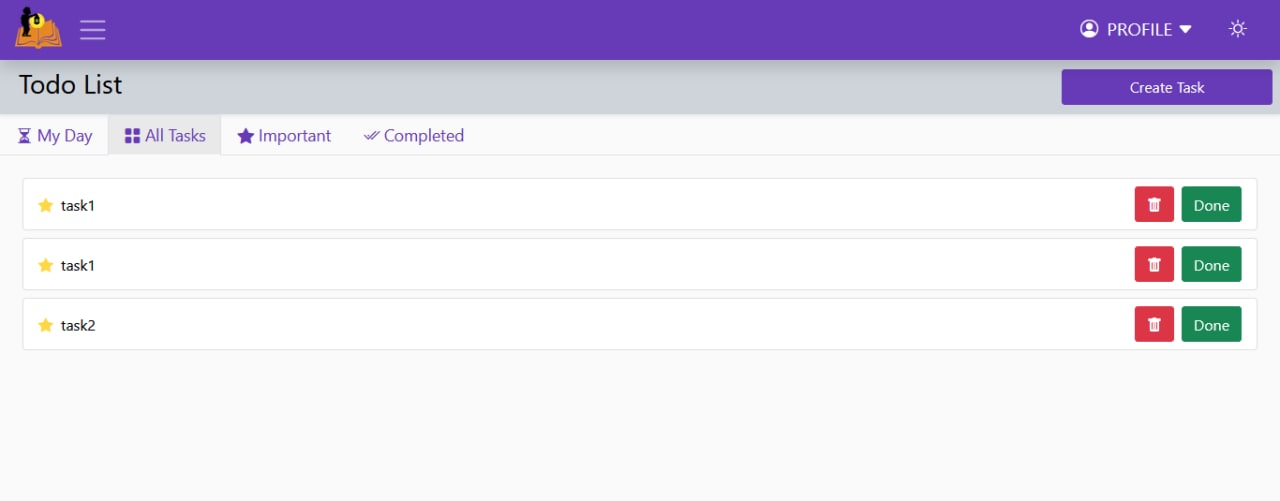 PROFILE
Todo List
Create Task
My Day All Tasks Important Completed
task1 Done
task1 Done
task2 Done